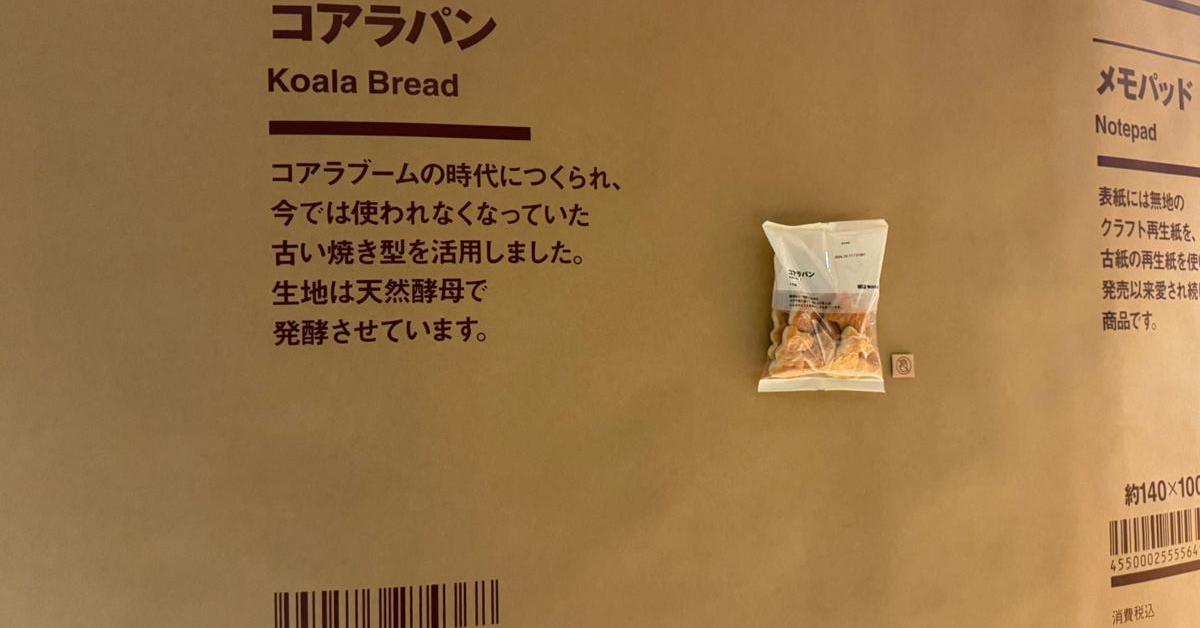 コアラパン
Koala Bread
コアラブームの時代につくられ、
今では使われなくなっていた
古い焼き型を活用しました。
生地は天然酵母で
発酵させています。
コアラパン
メモパッド
Notepad
表紙には無地の
クラフト再生紙を、
古紙の再生紙を使
発売以来愛され続
商品です。
約140×100
4550002555564
消費税込